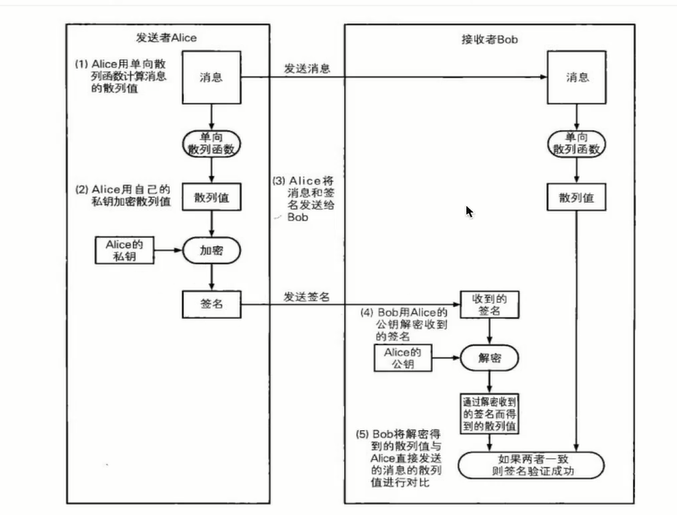 发送者Alice
接收者Bob
(1) Alice用单向散
列函数计算消息
的散列值
消息
发送消息
消息
单向
散列函数
单向
散列函数
(2) Alice用自己的
私钥加密散列值
散列值
(3) Alice将
消息和签
名发送给
Bob
散列值
Alice的
私钥
加密
签名
发送签名
收到的
签名
(4) Bob用Alice的
公钥解密收到
的签名
Alice的
公钥
解密
通过解密收到
的签名而得
到的散列值
(5) Bob将解密得
到的散列值与
Alice直接发送
的消息的散列
值进行对比
如果两者一致
则签名验证成功